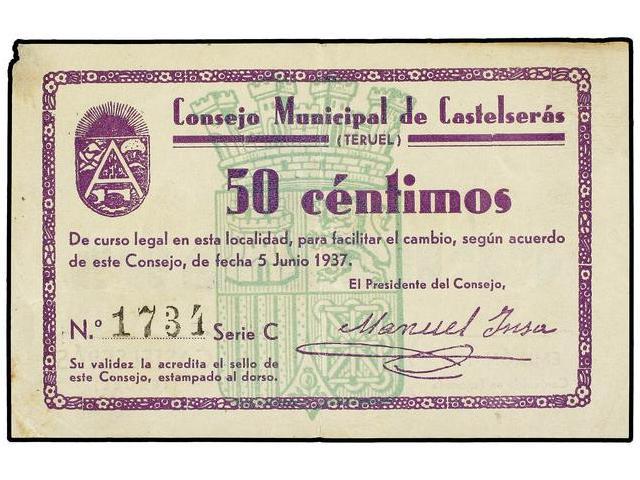 Consejo Municipal de Castelserás
(TERUEL)
A
50 céntimos
De curso legal en esta localidad, para facilitar el cambio, según acuerdo
de este Consejo, de fecha 5 Junio 1937.
El Presidente del Consejo,
N.º 1734 Serie C
Manuel Insa
Su validez la acredita el sello de
este Consejo, estampado al dorso.